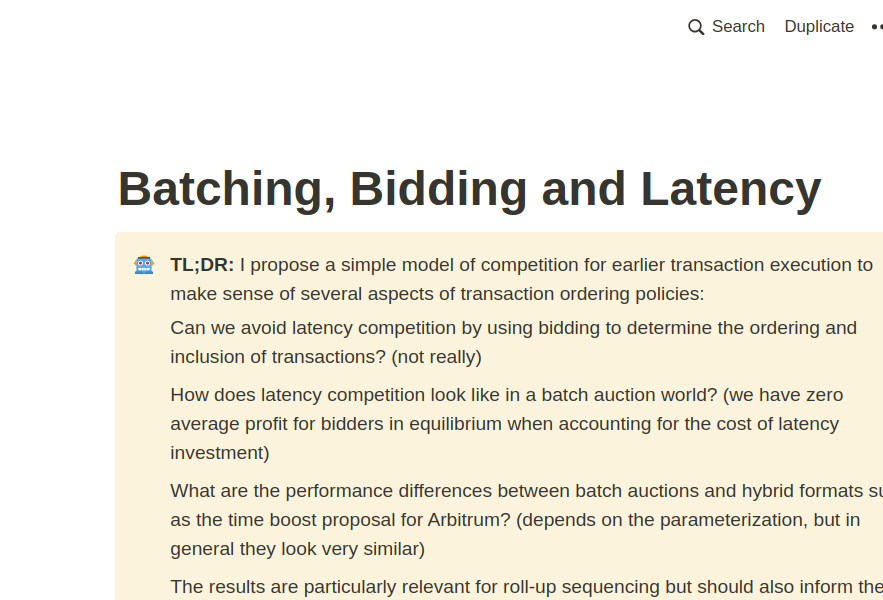 Search Duplicate
Batching, Bidding and Latency
TL;DR: I propose a simple model of competition for earlier transaction execution to
make sense of several aspects of transaction ordering policies:
Can we avoid latency competition by using bidding to determine the ordering and
inclusion of transactions? (not really)
How does latency competition look like in a batch auction world? (we have zero
average profit for bidders in equilibrium when accounting for the cost of latency
investment)
What are the performance differences between batch auctions and hybrid formats
as the time boost proposal for Arbitrum? (depends on the parameterization, but in
general they look very similar)
The results are particularly relevant for roll-up sequencing but should also inform the